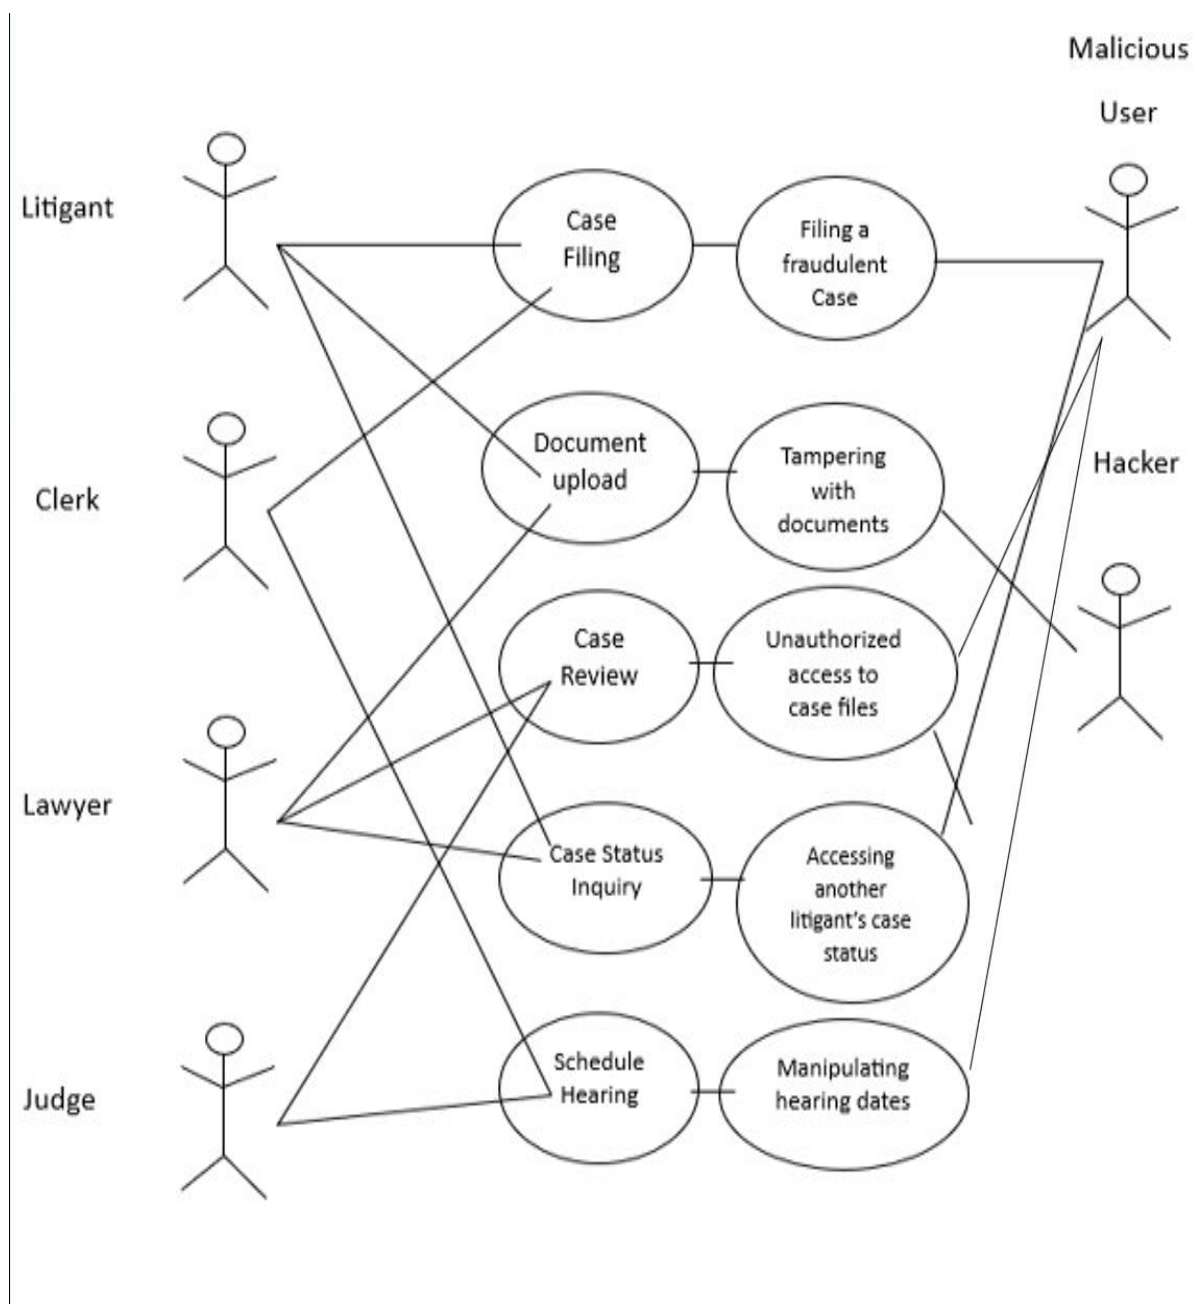 Malicious
User
Litigant
Case
Filing
Filing a
fraudulent
Case
Clerk
Document
upload
Tampering
with
documents
Hacker
Case
Review
Unauthorized
access to
case files
Lawyer
Case Status
Inquiry
Accessing
another
litigant's case
status
Judge
Schedule
Hearing
Manipulating
hearing dates